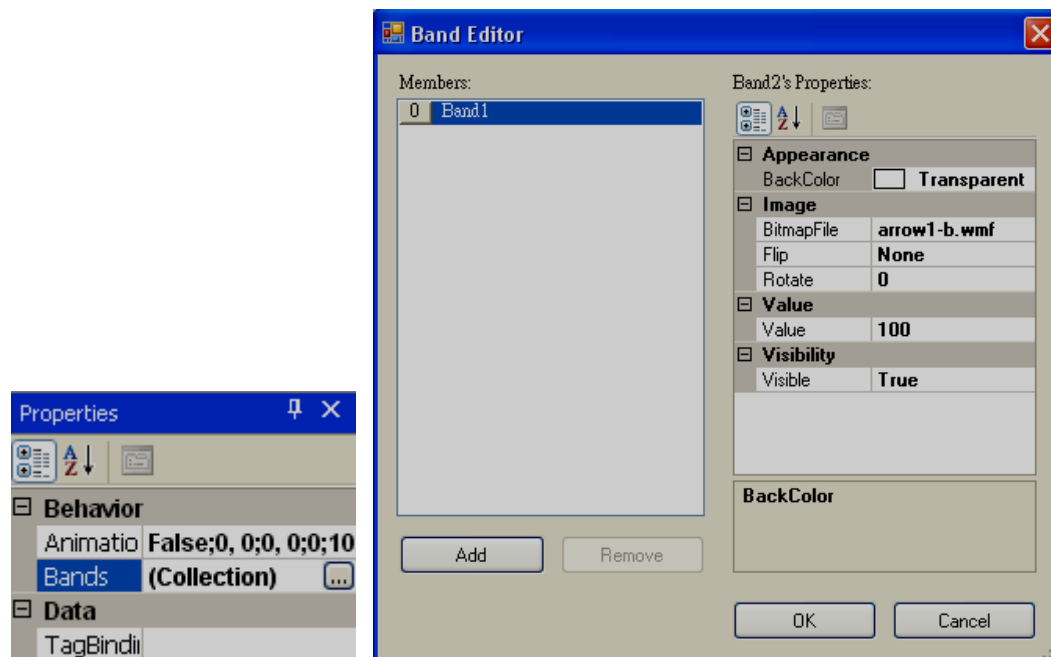 Properties
Behavior
Animatio False;0, 0;0, 0;0;10
Bands (Collection) ...
Data
TagBindii
Band Editor
Members:
0 Band1
Add
Remove
Band2's Properties:
Appearance
BackColor Transparent
Image
BitmapFile arrow1-b.wmf
Flip None
Rotate 0
Value
Value 100
Visibility
Visible True
BackColor
OK
Cancel